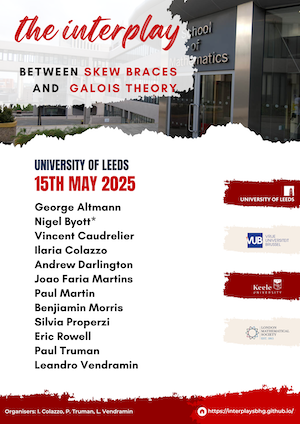 the interplay
School
of
mathematics
BETWEEN SKEW BRACES
AND GALOIS THEORY
UNIVERSITY OF LEEDS
15TH MAY 2025
George Altmann
Nigel Byott*
Vincent Caudrelier
Ilaria Colazzo
Andrew Darlington
Joao Faria Martins
Paul Martin
Benjamin Morris
Silvia Properzi
Eric Rowell
Paul Truman
Leandro Vendramin
UNIVERSITY OF LEEDS
VUB
VRIJE
UNIVERSITEIT
BRUSSEL
Keele
UNIVERSITY
LONDON
MATHEMATICAL
SOCIETY
Organisers: I. Colazzo, P. Truman, L. Vendramin
https://interplaysbhg.github.io/